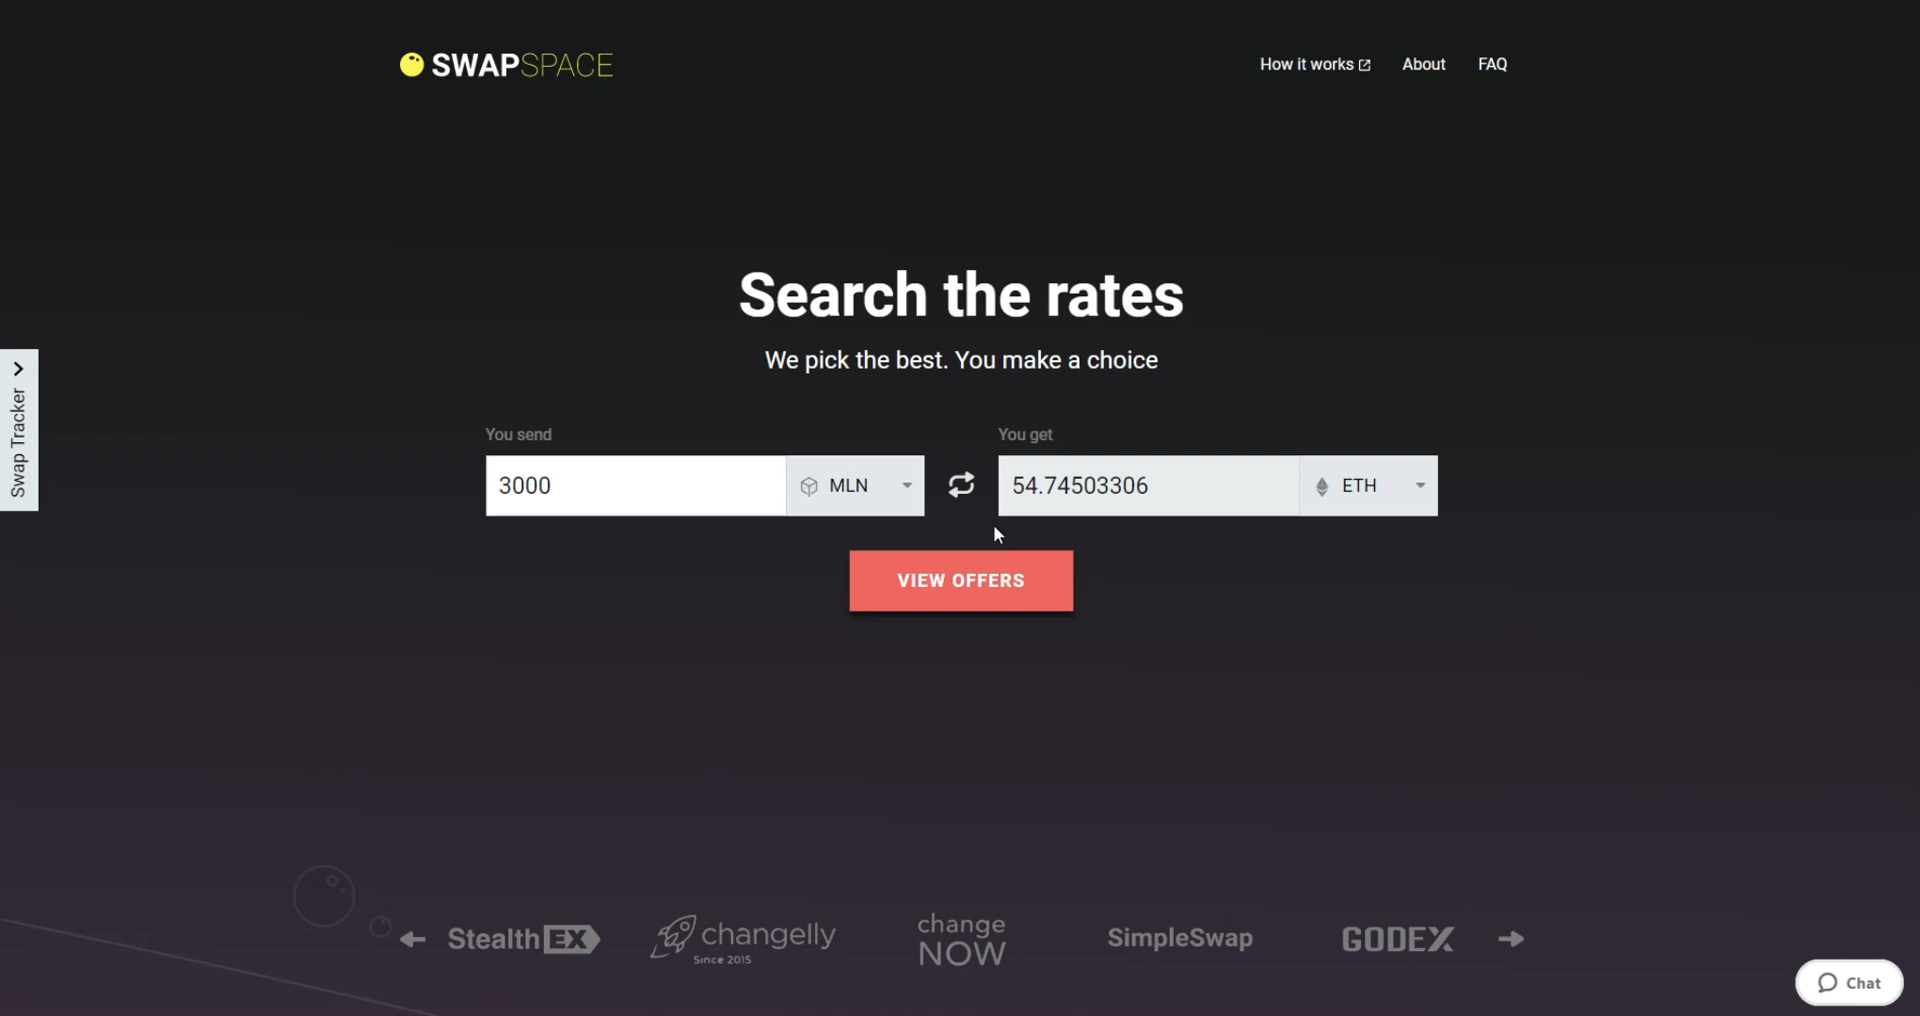 SWAPSPACE
How it works
About
FAQ
Search the rates
We pick the best. You make a choice
Swap Tracker
You send
You get
3000
MLN
54.74503306
ETH
VIEW OFFERS
StealthEX
changelly
Since 2015
change
NOW
SimpleSwap
GODEX
Chat